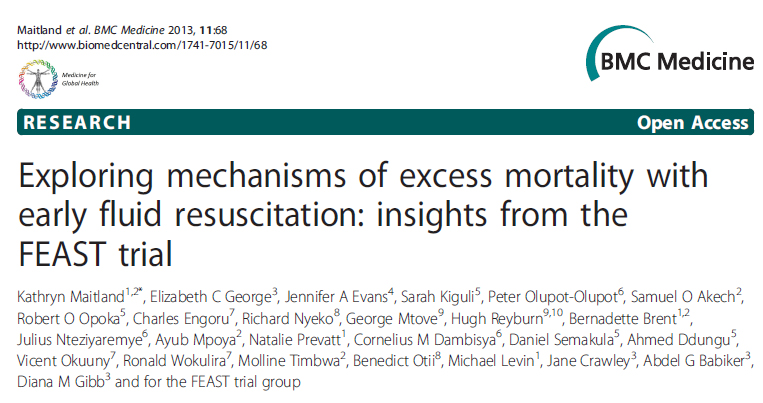 Maitland et al. BMC Medicine 2013, 11:68
http://www.biomedcentral.com/1741-7015/11/68
Medicine for
Global Health
BMC Medicine
RESEARCH Open Access
Exploring mechanisms of excess mortality with
early fluid resuscitation: insights from the
FEAST trial
Kathryn Maitland1,2*, Elizabeth C George3, Jennifer A Evans4, Sarah Kiguli5, Peter Olupot-Olupot6, Samuel O Akech2,
Robert O Opoka5, Charles Engoru7, Richard Nyeko8, George Mtove9, Hugh Reyburn9,10, Bernadette Brent1,2,
Julius Nteziyaremye6, Ayub Mpoya2, Natalie Prevatt1, Cornelius M Dambisya6, Daniel Semakula5, Ahmed Ddungu5,
Vicent Okuuny7, Ronald Wokulira7, Molline Timbwa2, Benedict Otii8, Michael Levin1, Jane Crawley3, Abdel G Babiker3,
Diana M Gibb3 and for the FEAST trial group